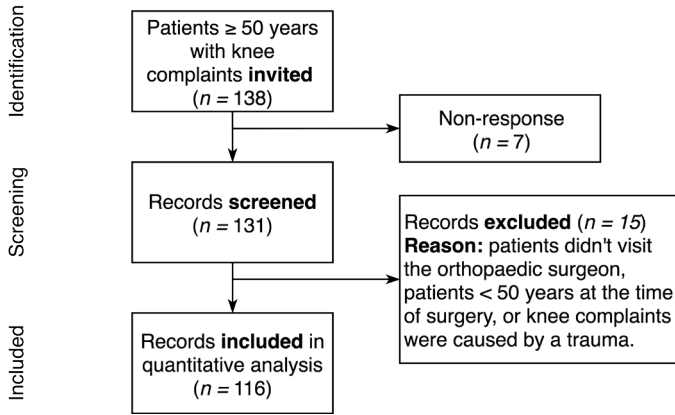 Identification
Patients ≥ 50 years
with knee
complaints invited
(n = 138)
Non-response
(n = 7)
Screening
Records screened
(n = 131)
Records excluded (n = 15)
Reason: patients didn't visit
the orthopaedic surgeon,
patients < 50 years at the time
of surgery, or knee complaints
were caused by a trauma.
Included
Records included in
quantitative analysis
(n = 116)